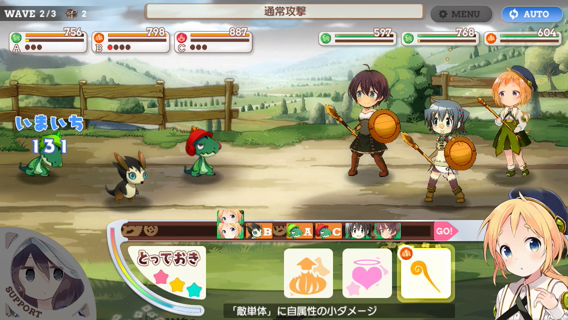 WAVE 2/3 2
通常攻撃
MENU
AUTO
756
A
798
B
887
C
597
768
604
いまいち
131
B A C GO!
とっておき
SUPPORT
「敵単体」に自属性の小ダメージ